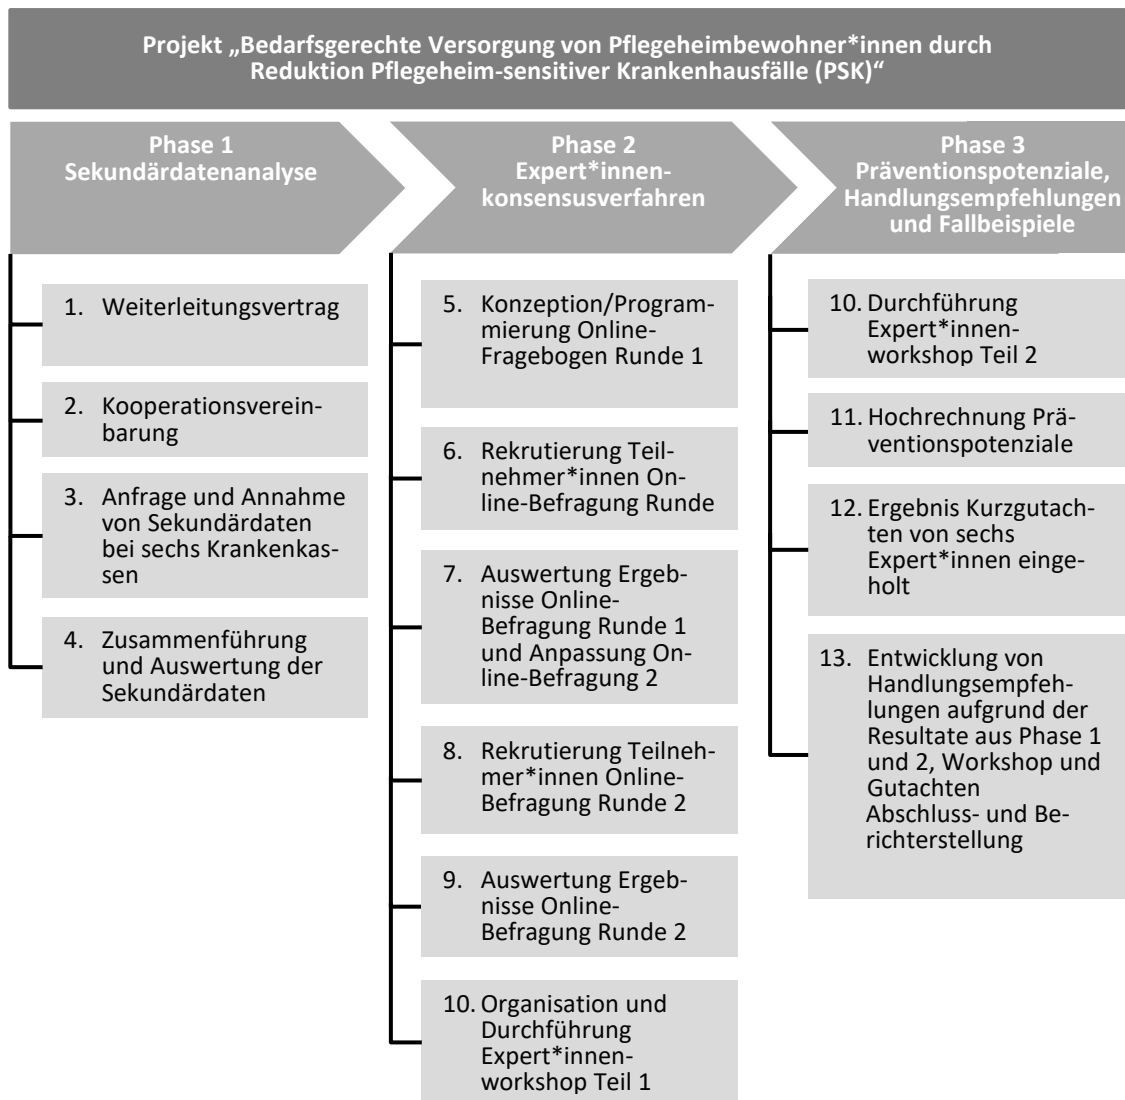 Projekt „Bedarfsgerechte Versorgung von Pflegeheimbewohner*innen durch
Reduktion Pflegeheim-sensitiver Krankenhausfälle (PSK)“
Phase 1
Sekundärdatenanalyse
1. Weiterleitungsvertrag
2. Kooperationsverein-
barung
3. Anfrage und Annahme
von Sekundärdaten
bei sechs Krankenkas-
sen
4. Zusammenführung
und Auswertung der
Sekundärdaten
Phase 2
Expert*innen-
konsensusverfahren
5. Konzeption/Program-
mierung Online-
Fragebogen Runde 1
6. Rekrutierung Teil-
nehmer*innen On-
line-Befragung Runde
7. Auswertung Ergeb-
nisse Online-
Befragung Runde 1
und Anpassung On-
line-Befragung 2
8. Rekrutierung Teilneh-
mer*innen Online-
Befragung Runde 2
9. Auswertung Ergeb-
nisse Online-
Befragung Runde 2
10. Organisation und
Durchführung
Expert*innen-
workshop Teil 1
Phase 3
Präventionspotenziale,
Handlungsempfehlungen
und Fallbeispiele
10. Durchführung
Expert*innen-
workshop Teil 2
11. Hochrechnung Prä-
ventionspotenziale
12. Ergebnis Kurzgutach-
ten von sechs
Expert*innen einge-
holt
13. Entwicklung von
Handlungsempfeh-
lungen aufgrund der
Resultate aus Phase 1
und 2, Workshop und
Gutachten
Abschluss- und Be-
richterstellung